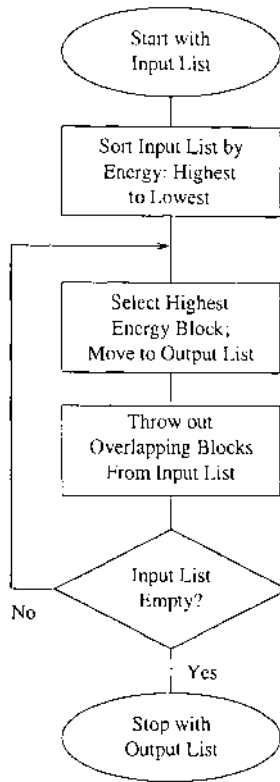 Start with
Input List
Sort Input List by
Energy: Highest
to Lowest
Select Highest
Energy Block;
Move to Output List
Throw out
Overlapping Blocks
From Input List
Input List
Empty?
No
Yes
Stop with
Output List